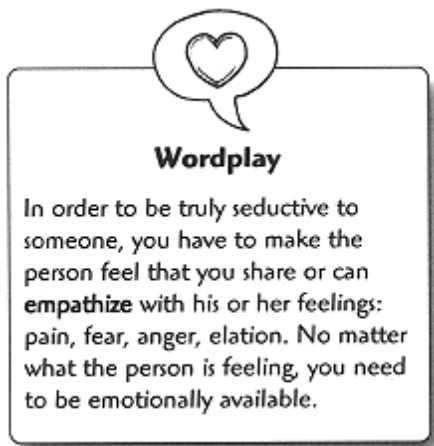 Wordplay
In order to be truly seductive to
someone, you have to make the
person feel that you share or can
empathize with his or her feelings:
pain, fear, anger, elation. No matter
what the person is feeling, you need
to be emotionally available.